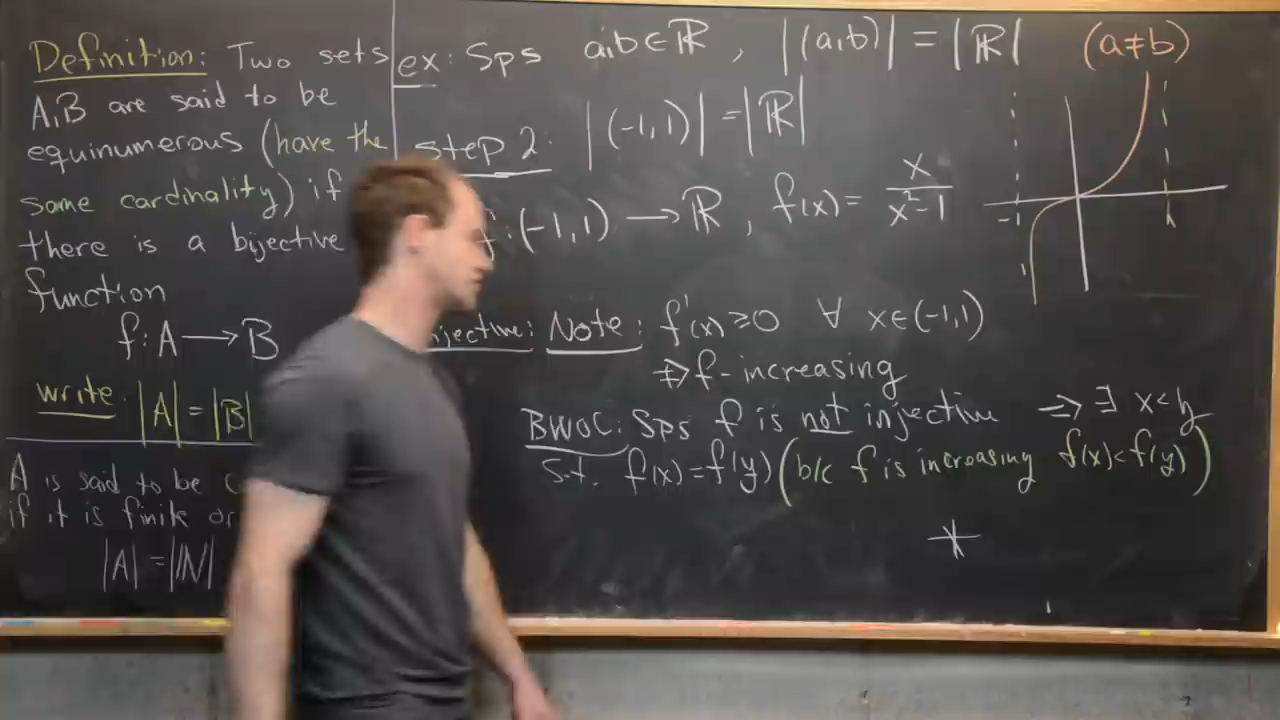 Definition: Two sets
A,B are said to be
equinumerous (have the
same cardinality) if
there is a bijective
function
f: A → B
write |A| = |B|
A is said to be
if it is finite or
|A| = |ℕ|
ex: Sps a,b ∈ ℝ, |(a,b)| = |ℝ| (a≠b)
step 2: |(-1,1)| = |ℝ|
f: (-1,1) → ℝ, f(x) = x/(x²-1)
-1 1
jective: Note: f'(x) ≥ 0 ∀ x∈(-1,1)
⇒ f-increasing
BWOC: Sps f is not injective ⇒ ∃ x<y
s.t. f(x)=f(y) (b/c f is increasing f(x)<f(y))